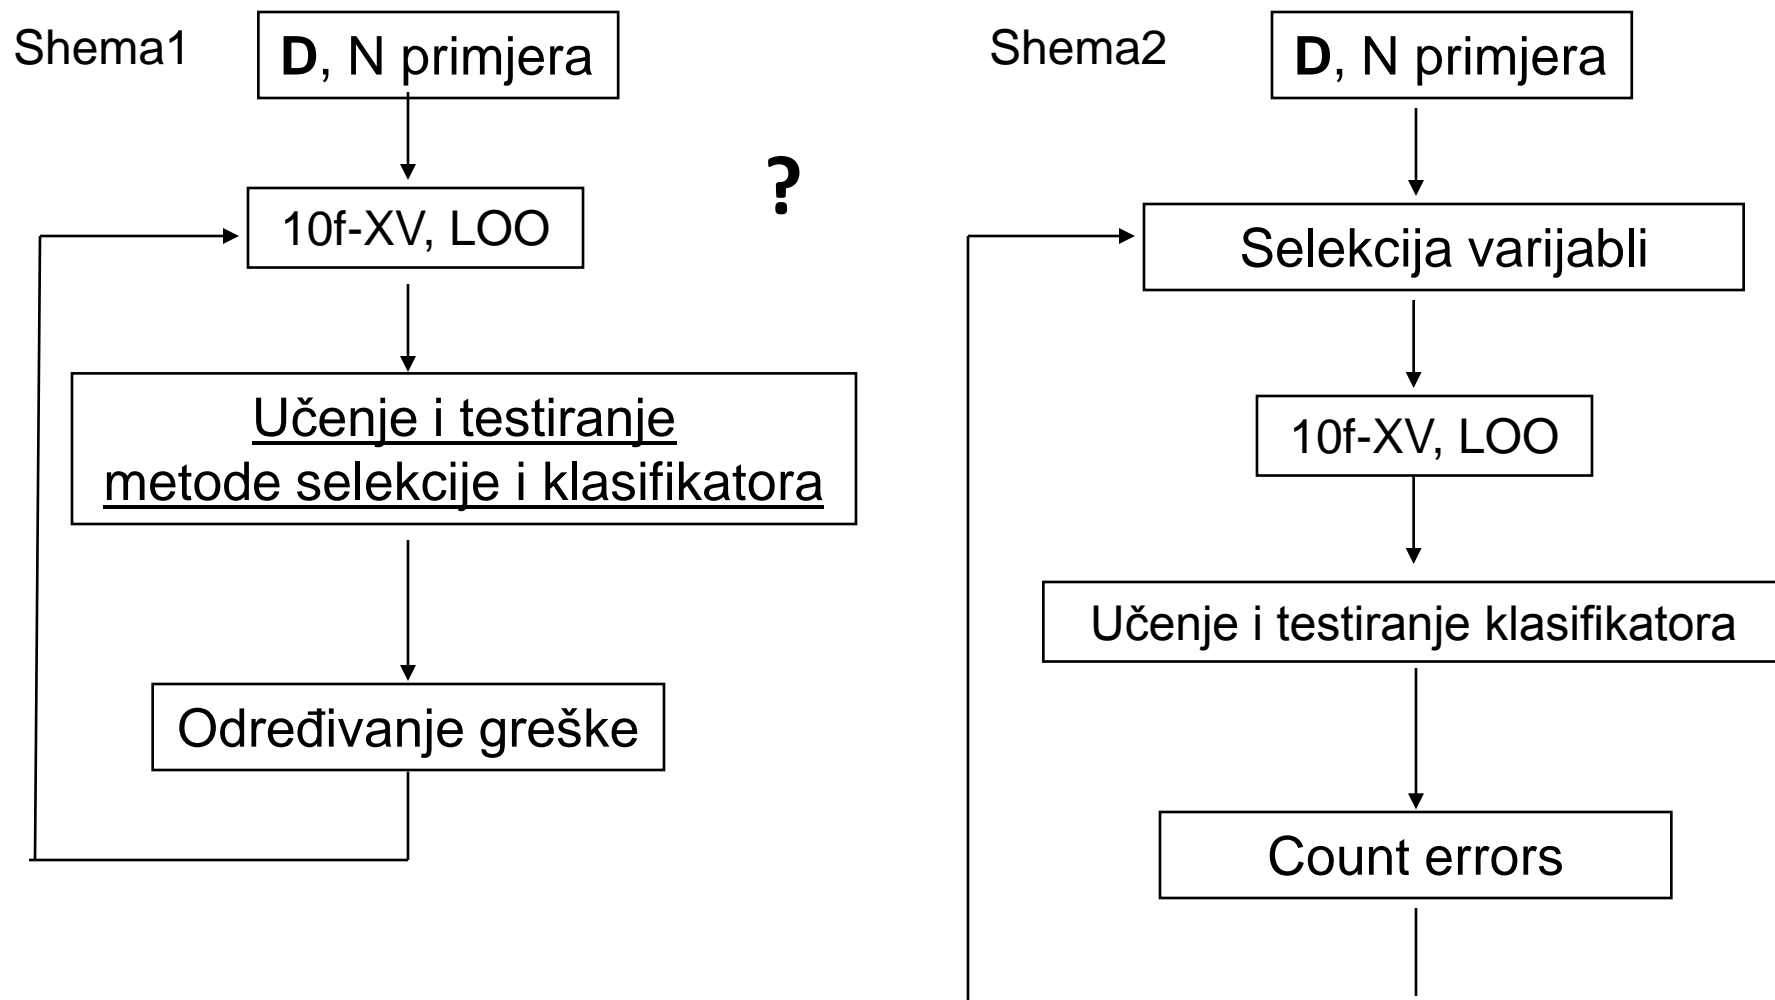 Shema1
D, N primjera
10f-XV, LOO
Učenje i testiranje
metode selekcije i klasifikatora
Određivanje greške
?
Shema2
D, N primjera
Selekcija varijabli
10f-XV, LOO
Učenje i testiranje klasifikatora
Count errors